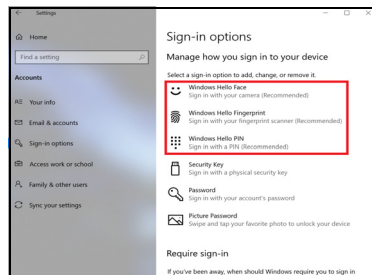 Settings
Home
Sign-in options
Find a setting
Manage how you sign in to your device
Accounts
Select a sign-in option to add, change, or remove it.
Windows Hello Face
Sign in with your camera (Recommended)
Your info
Windows Hello Fingerprint
Sign in with your fingerprint scanner (Recommended)
Email & accounts
Windows Hello PIN
Sign in with a PIN (Recommended)
Sign-in options
Security Key
Sign in with a physical security key
Access work or school
Password
Sign in with your account's password
Family & other users
Picture Password
Swipe and tap your favorite photo to unlock your device
Sync your settings
Require sign-in
If you've been away, when should Windows require you to sign in